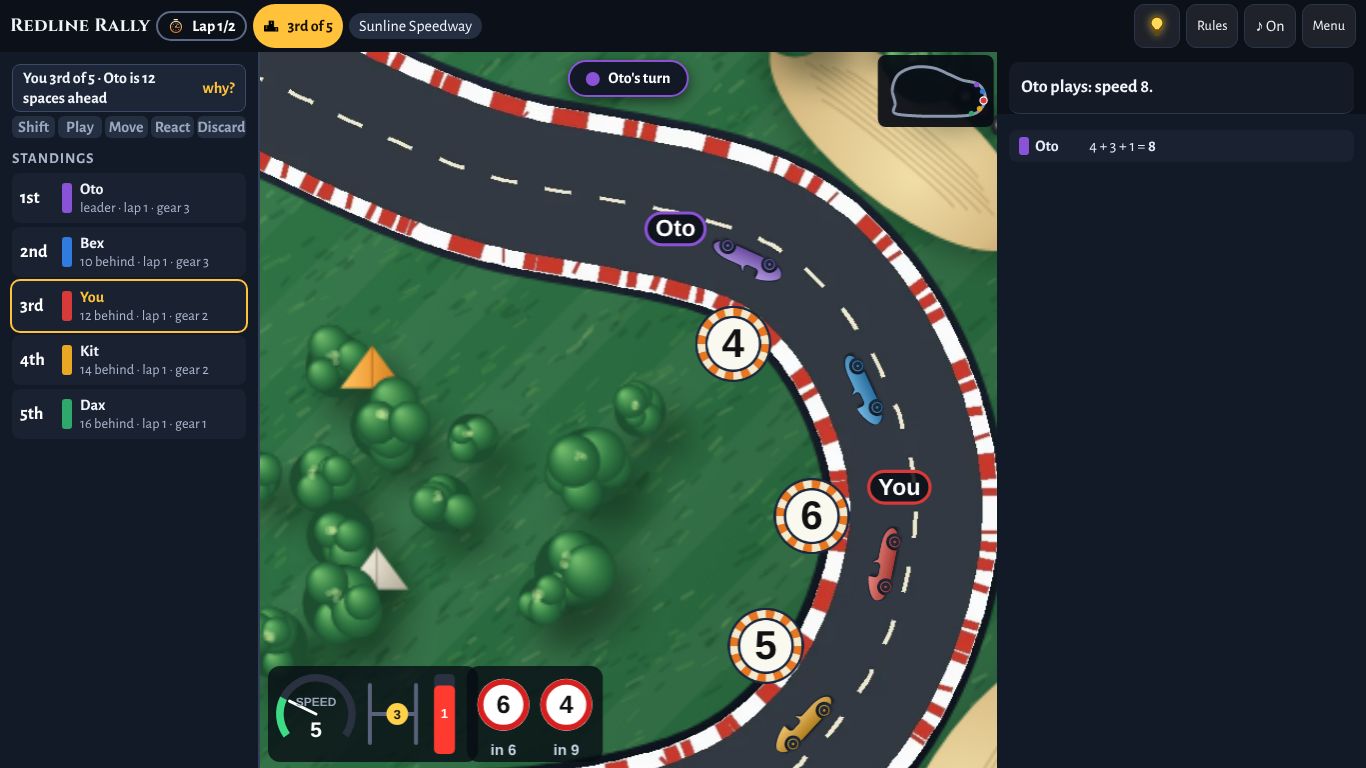 REDLINE RALLY
Lap 1/2
3rd of 5
Sunline Speedway
Rules
♪ On
Menu
You 3rd of 5 · Oto is 12
spaces ahead
why?
Shift
Play
Move
React
Discard
STANDINGS
1st
Oto
leader · lap 1 · gear 3
2nd
Bex
10 behind · lap 1 · gear 3
3rd
You
12 behind · lap 1 · gear 2
4th
Kit
14 behind · lap 1 · gear 2
5th
Dax
16 behind · lap 1 · gear 1
Oto's turn
Oto
4
6
You
5
SPEED
5
3
1
6
in 6
4
in 9
Oto plays: speed 8.
Oto
4 + 3 + 1 = 8